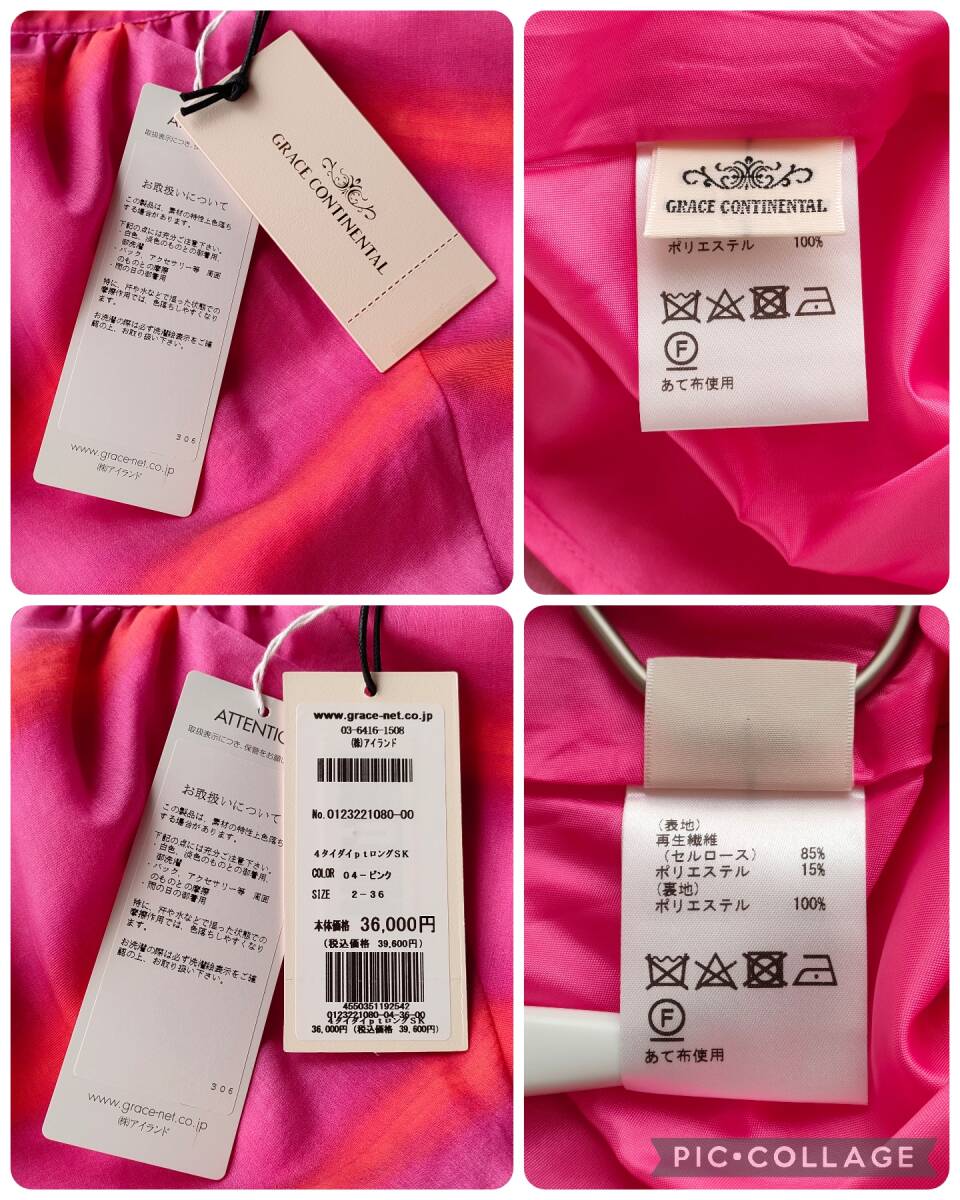 A
取扱表示につき、保
お取扱いについて
この製品は、素材の特性上色落ち
する場合があります。
下記の点には充分ご注意下さい。
・白色、淡色のものとの御着用、
御洗濯
・バック、アクセサリー等 表面
のものとの摩擦
・雨の日の御着用
特に、汗や水などで湿った状態での
摩擦作用では、色落ちしやすくなり
ます。
お洗濯の際は必ず洗濯絵表示をご確
認の上、お取り扱い下さい。
306
www.grace-net.co.jp
㈱アイランド
GRACE CONTINENTAL
GRACE CONTINENTAL
ポリエステル 100%
F
あて布使用
ATTENTIO
取扱表示につき、保管をお願い
お取扱いについて
この製品は、素材の特性上色落ち
する場合があります。
下記の点には充分ご注意下さい。
・白色、淡色のものとの御着用、
御洗濯
・バック、アクセサリー等 表面
のものとの摩擦
・雨の日の御着用
特に、汗や水などで湿った状態での
摩擦作用では、色落ちしやすくなり
ます。
お洗濯の際は必ず洗濯絵表示をご確
認の上、お取り扱い下さい。
306
www.grace-net.co.jp
㈱アイランド
www.grace-net.co.jp
03-6416-1508
(株)アイランド
No.0123221080-00
4タイダイptロングSK
COLOR 04-ピンク
SIZE 2-36
本体価格 36,000円
(税込価格 39,600円)
4550351192542
0123221080-04-36-00
4タイダイptロングSK
36,000円 (税込価格 39,600円)
(表地)
再生繊維
(セルロース) 85%
ポリエステル 15%
(裏地)
ポリエステル 100%
F
あて布使用
PIC•COLLAGE